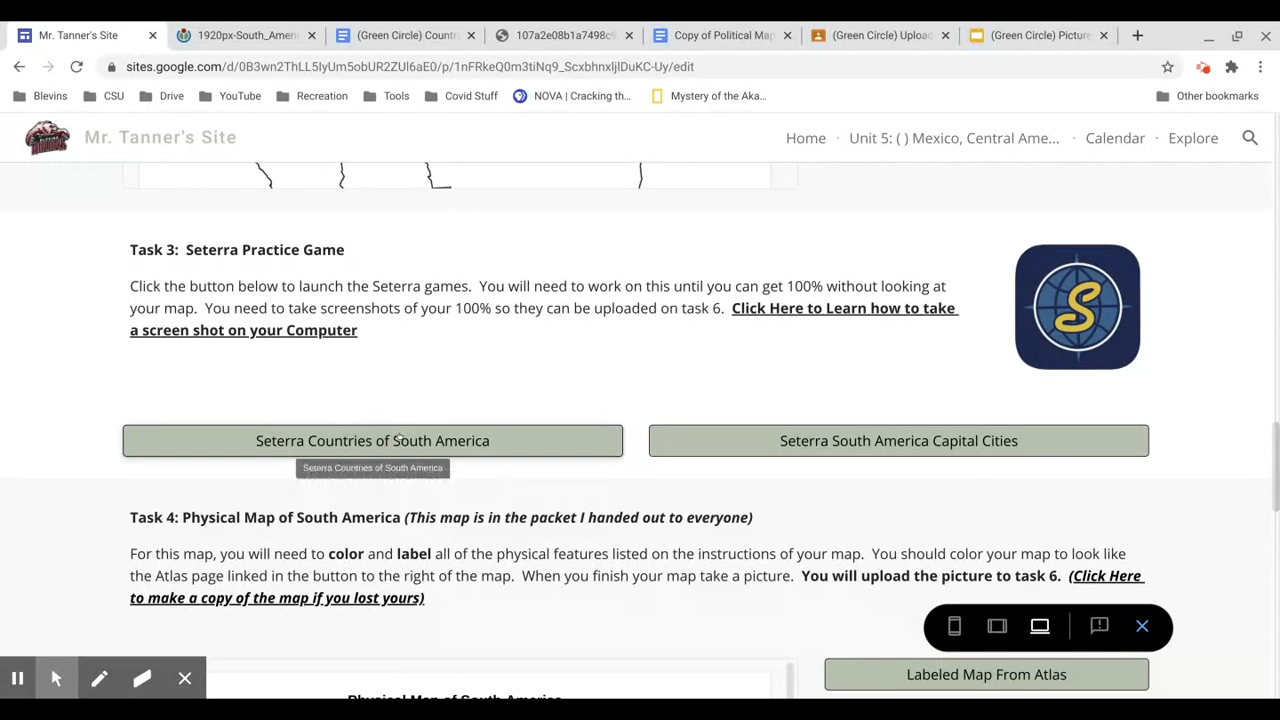 Mr. Tanner's Site
1920px-South_Ameri
(Green Circle) Countr
107a2e08b1a7498c9
Copy of Political Map
(Green Circle) Upload
(Green Circle) Picture
sites.google.com/d/0B3wn2ThLL5IyUm5obUR2ZUl6aE0/p/1nFRkeQ0m3tiNq9_ScxbhnxljlDuKC-Uy/edit
Blevins
CSU
Drive
YouTube
Recreation
Tools
Covid Stuff
NOVA | Cracking th...
Mystery of the Aka...
Other bookmarks
Mr. Tanner's Site
Home
Unit 5: ( ) Mexico, Central Ame...
Calendar
Explore
Task 3: Seterra Practice Game
Click the button below to launch the Seterra games. You will need to work on this until you can get 100% without looking at
your map. You need to take screenshots of your 100% so they can be uploaded on task 6. Click Here to Learn how to take
a screen shot on your Computer
S
Seterra Countries of South America
Seterra South America Capital Cities
Seterra Countries of South America
Task 4: Physical Map of South America (This map is in the packet I handed out to everyone)
For this map, you will need to color and label all of the physical features listed on the instructions of your map. You should color your map to look like
the Atlas page linked in the button to the right of the map. When you finish your map take a picture. You will upload the picture to task 6. (Click Here
to make a copy of the map if you lost yours)
Labeled Map From Atlas
Physical Map of South America